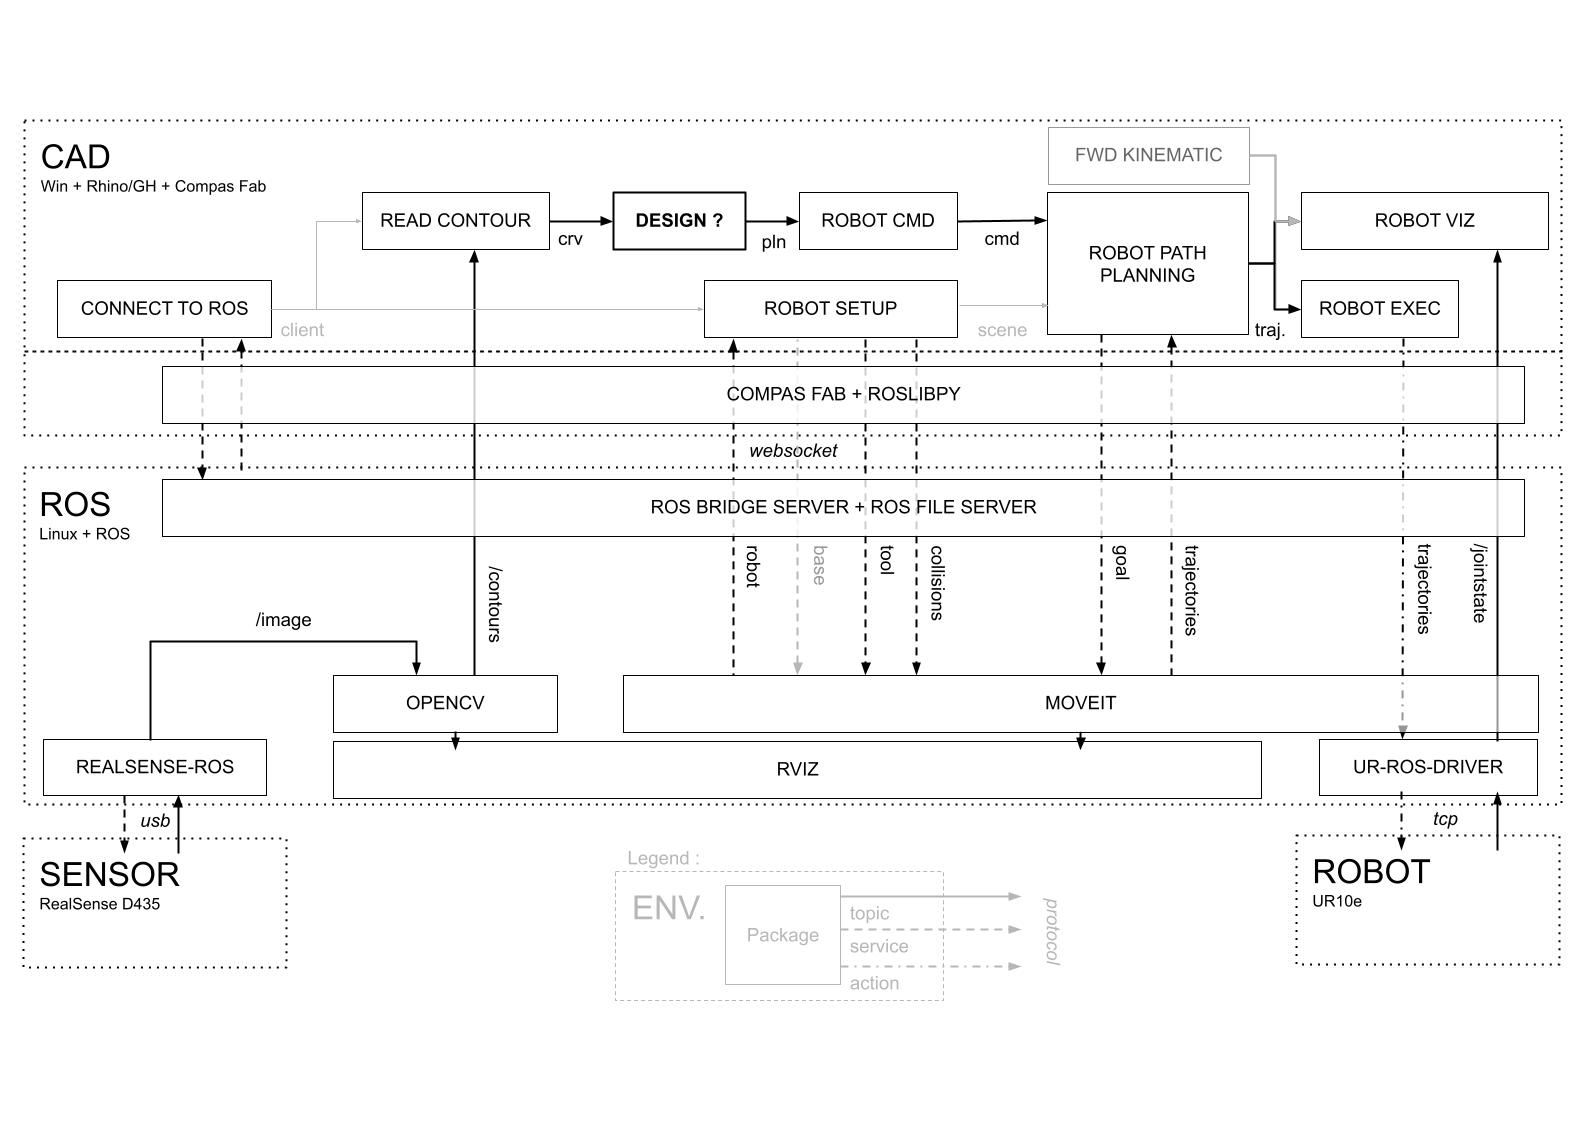 CAD
Win + Rhino/GH + Compas Fab
FWD KINEMATIC
READ CONTOUR
crv
DESIGN ?
pln
ROBOT CMD
cmd
ROBOT PATH
PLANNING
ROBOT VIZ
CONNECT TO ROS
client
ROBOT SETUP
scene
traj.
ROBOT EXEC
COMPAS FAB + ROSLIBPY
websocket
ROS
Linux + ROS
ROS BRIDGE SERVER + ROS FILE SERVER
/image
/contours
robot
base
tool
collisions
goal
trajectories
trajectories
/jointstate
OPENCV
MOVEIT
REALSENSE-ROS
RVIZ
UR-ROS-DRIVER
usb
tcp
SENSOR
RealSense D435
ROBOT
UR10e
Legend :
ENV.
Package
topic
service
action
protocol